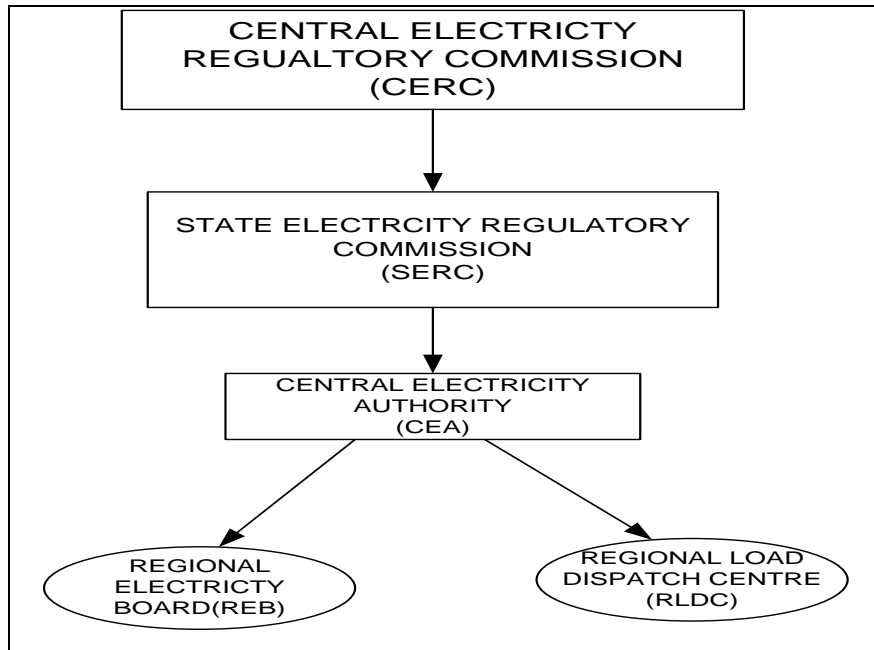 CENTRAL ELECTRICTY
REGUALTORY COMMISSION
(CERC)
STATE ELECTRCITY REGULATORY
COMMISSION
(SERC)
CENTRAL ELECTRICITY
AUTHORITY
(CEA)
REGIONAL
ELECTRICTY
BOARD(REB)
REGIONAL LOAD
DISPATCH CENTRE
(RLDC)